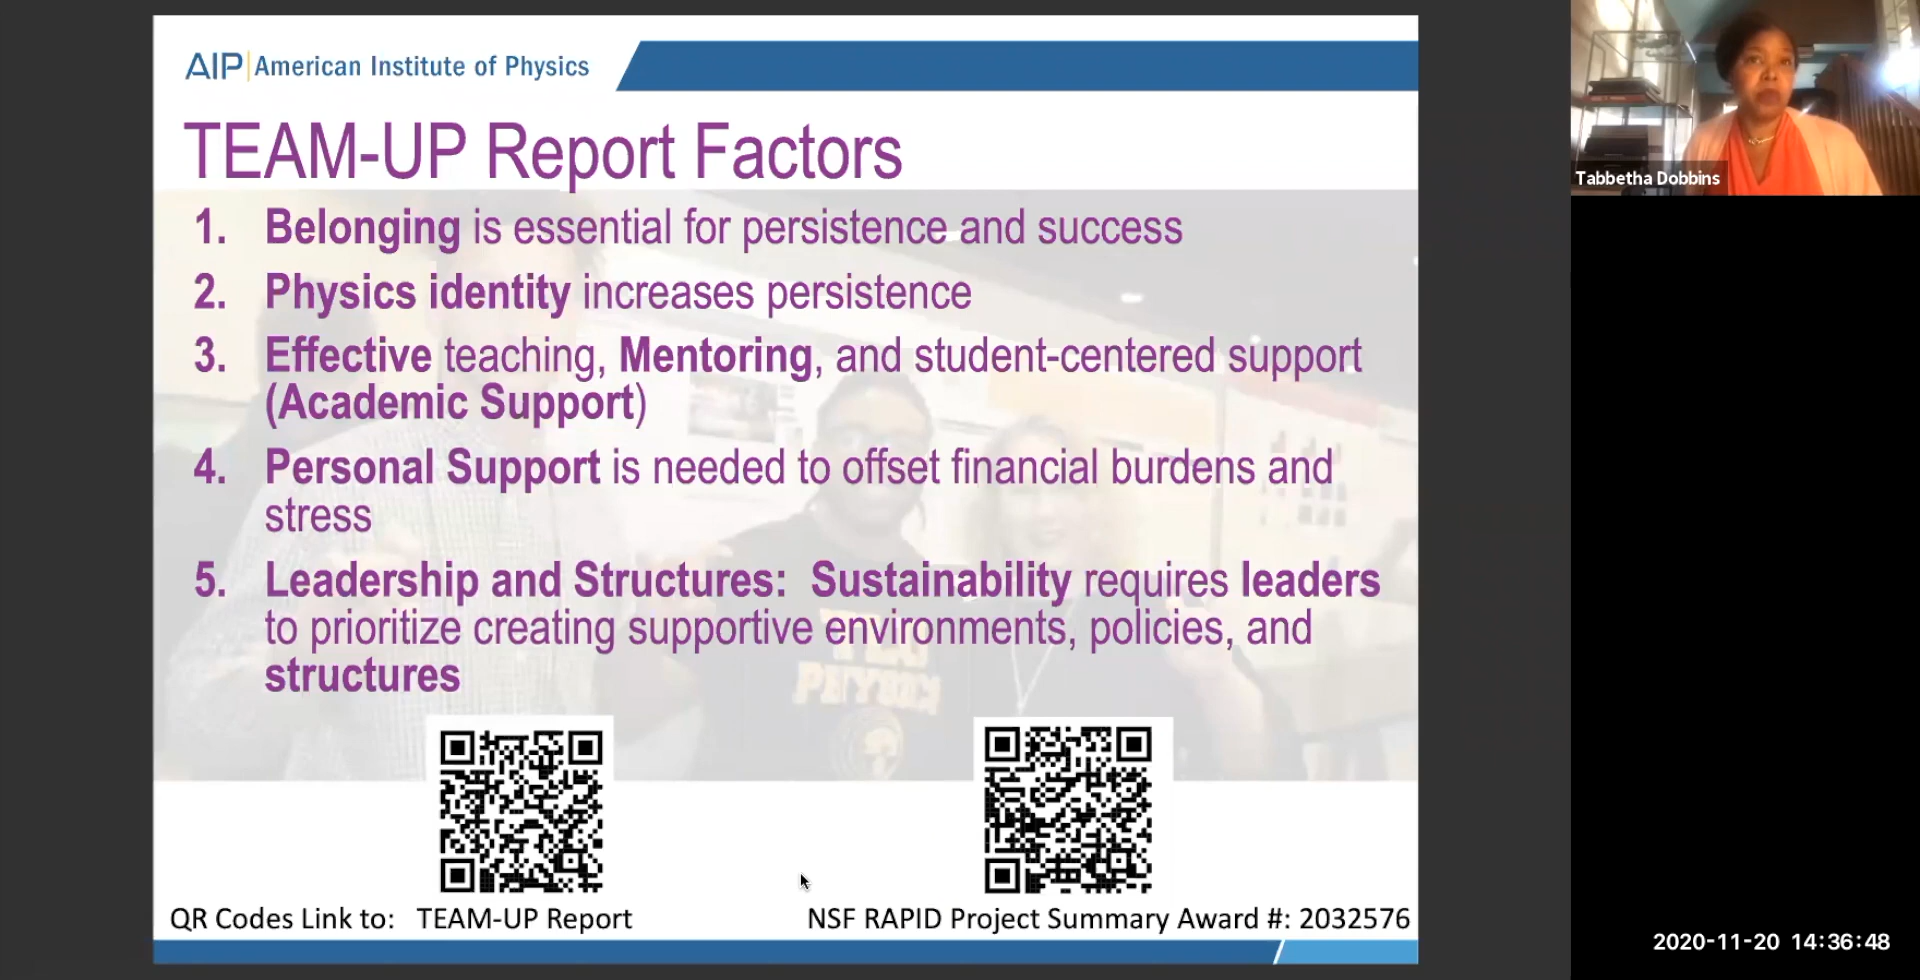 AIP American Institute of Physics
TEAM-UP Report Factors
1. Belonging is essential for persistence and success
2. Physics identity increases persistence
3. Effective teaching, Mentoring, and student-centered support
(Academic Support)
4. Personal Support is needed to offset financial burdens and
stress
5. Leadership and Structures: Sustainability requires leaders
to prioritize creating supportive environments, policies, and
structures
PHYSICS
QR Codes Link to: TEAM-UP Report
NSF RAPID Project Summary Award #: 2032576
Tabbetha Dobbins
2020-11-20 14:36:48